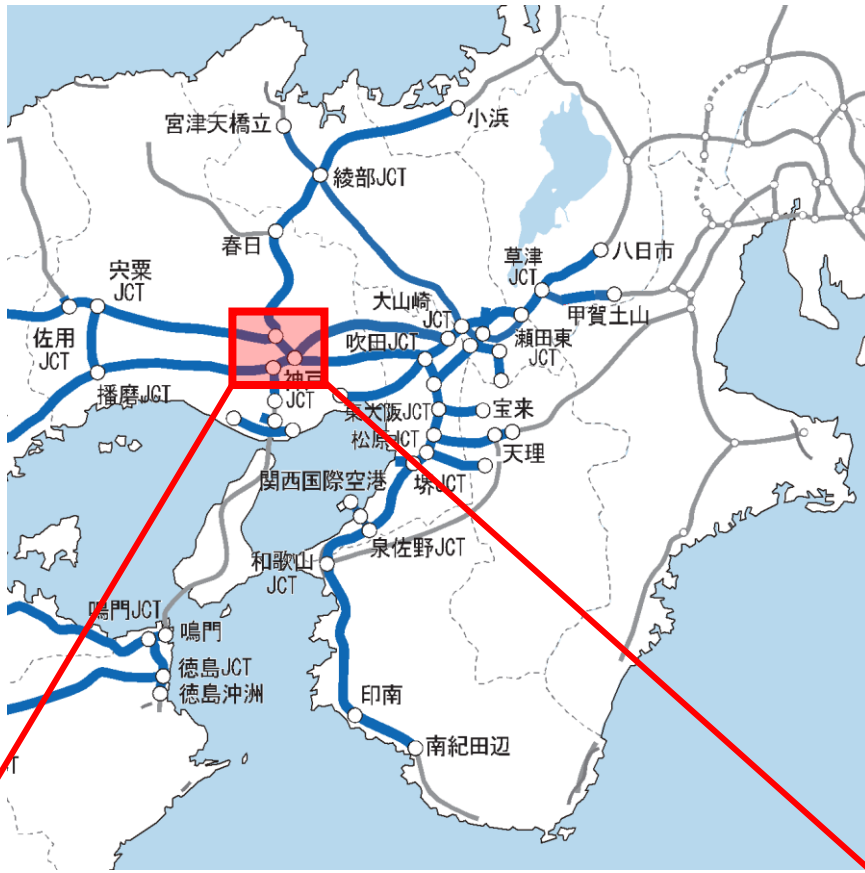 小浜
宮津天橋立
綾部JCT
春日
八日市
草津
JCT
宍粟
JCT
大山崎
JCT
甲賀土山
佐用
JCT
吹田JCT
瀬田東
JCT
播磨JCT
神戸
JCT
東大阪JCT
宝来
松原JCT
天理
関西国際空港
堺JCT
泉佐野JCT
和歌山
JCT
鳴門JCT
鳴門
徳島JCT
徳島沖洲
印南
南紀田辺